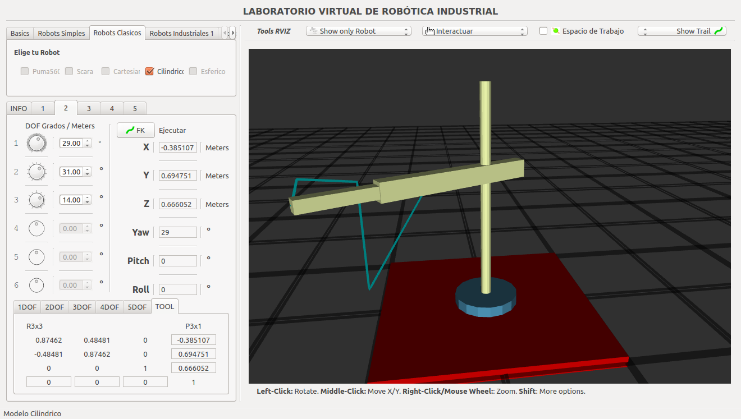 LABORATORIO VIRTUAL DE ROBÓTICA INDUSTRIAL
Basics Robots Simples Robots Clasicos Robots Industriales 1
Tools RVIZ Show only Robot Interactuar Espacio de Trabajo Show Trail
Elige tu Robot
Scara Cartesiar Cilindric Esferico
INFO 1 2 3 4 5
DOF Grados / Meters FK Ejecutar
1 29.00 ° X -0.385107 Meters
2 31.00 ° Y 0.694751 Meters
3 14.00 ° Z 0.666052 Meters
4 0.00 ° Yaw 29 °
5 0.00 ° Pitch 0 °
6 0.00 ° Roll 0 °
1DOF 2DOF 3DOF 4DOF 5DOF TOOL
R3x3 P3x1
0.87462 0.48481 0 -0.385107
-0.48481 0.87462 0 0.694751
0 0 1 0.666052
0 0 0 1
Left-Click: Rotate. Middle-Click: Move X/Y. Right-Click/Mouse Wheel:: Zoom. Shift: More options.
Modelo Cilindrico